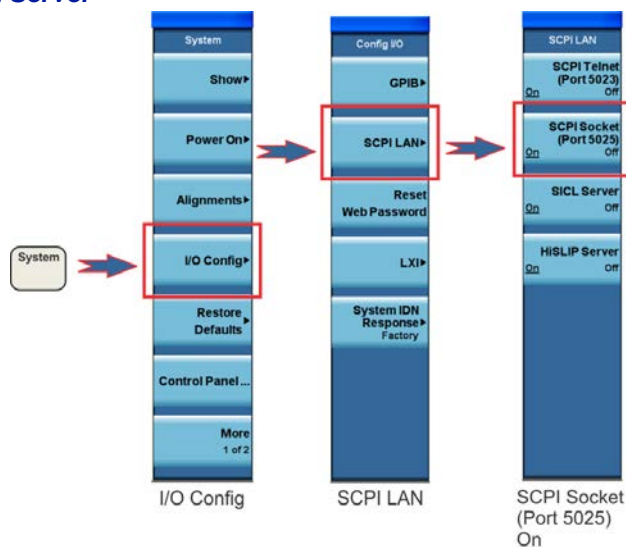 System
System
Show
Power On
Alignments
I/O Config
Restore
Defaults
Control Panel ...
More
1 of 2
I/O Config
Config I/O
GPIB
SCPI LAN
Reset
Web Password
LXI
System IDN
Response
Factory
SCPI LAN
SCPI LAN
SCPI Telnet
(Port 5023)
On Off
SCPI Socket
(Port 5025)
On Off
SICL Server
On Off
HiSLIP Server
On Off
SCPI Socket
(Port 5025)
On